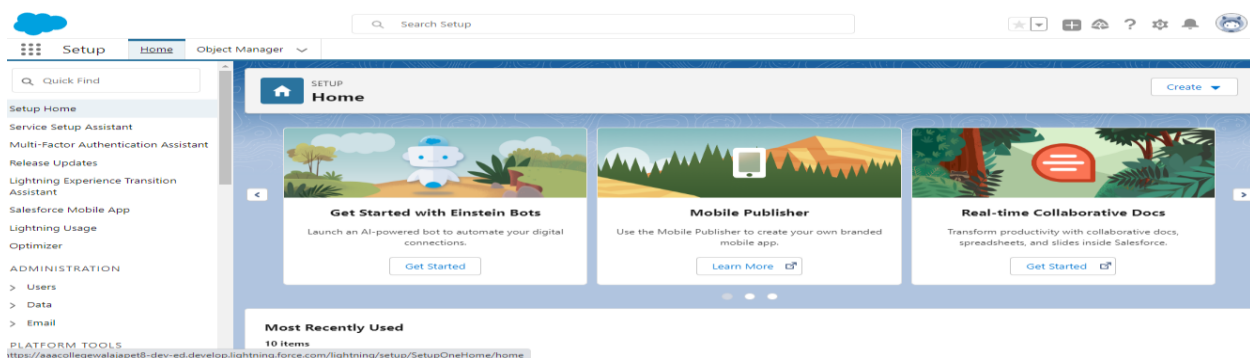 Search Setup
Setup
Home
Object Manager
Quick Find
Setup Home
Service Setup Assistant
Multi-Factor Authentication Assistant
Release Updates
Lightning Experience Transition
Assistant
Salesforce Mobile App
Lightning Usage
Optimizer
ADMINISTRATION
> Users
> Data
> Email
PLATFORM TOOLS
SETUP
Home
Create
Get Started with Einstein Bots
Launch an AI-powered bot to automate your digital
connections.
Get Started
Mobile Publisher
Use the Mobile Publisher to create your own branded
mobile app.
Learn More
Real-time Collaborative Docs
Transform productivity with collaborative docs,
spreadsheets, and slides inside Salesforce.
Get Started
Most Recently Used
10 items
https://aaacollegewalajapet8-dev-ed.develop.lightning.force.com/lightning/setup/SetupOneHome/home